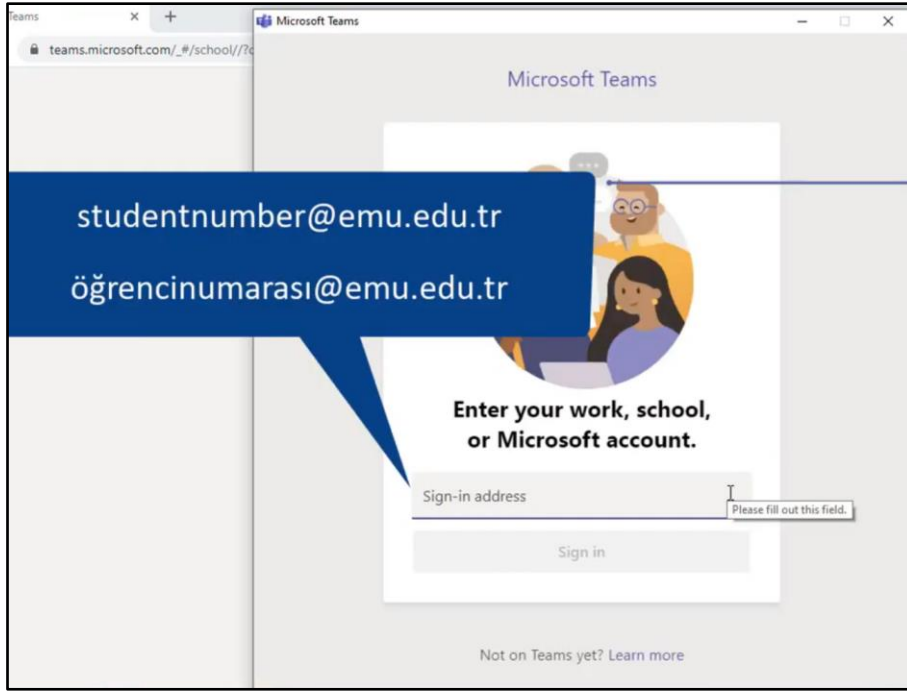 Teams
Microsoft Teams
teams.microsoft.com/_#/school//?c
Microsoft Teams
studentnumber@emu.edu.tr
öğrencinumarası@emu.edu.tr
Enter your work, school,
or Microsoft account.
Sign-in address
Please fill out this field.
Sign in
Not on Teams yet? Learn more